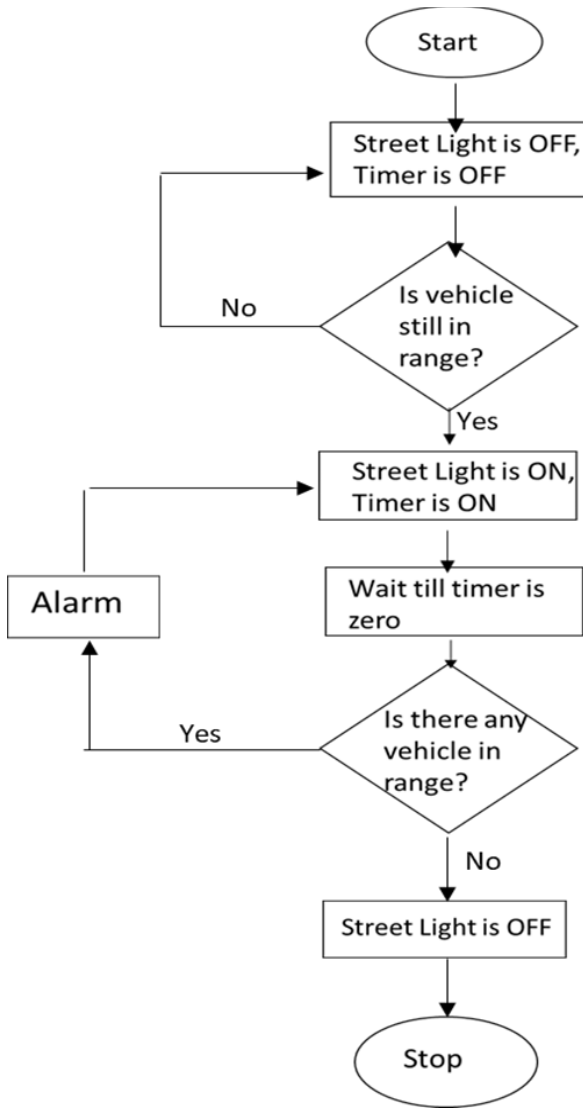 Start
Street Light is OFF,
Timer is OFF
Is vehicle
still in
range?
No
Yes
Street Light is ON,
Timer is ON
Alarm
Wait till timer is
zero
Is there any
vehicle in
range?
Yes
No
Street Light is OFF
Stop